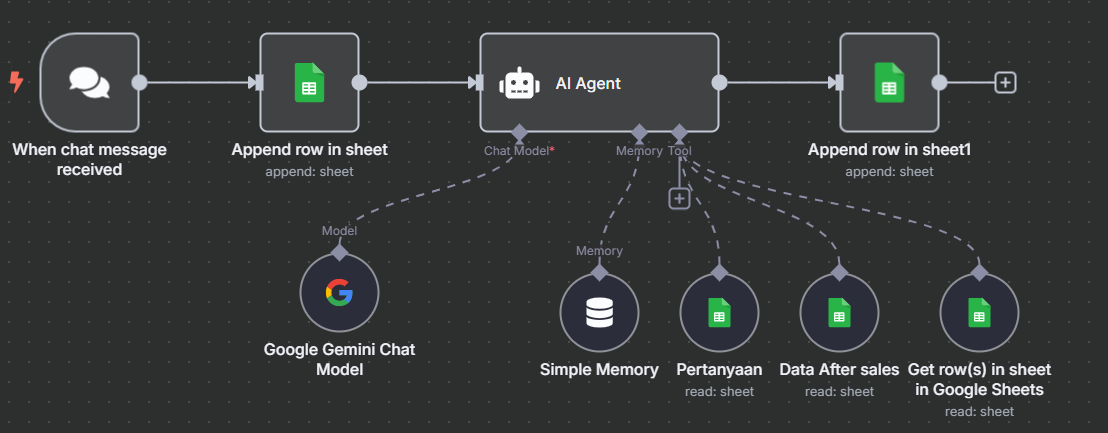 AI Agent
When chat message
received
Append row in sheet
append: sheet
Chat Model*
Memory
Tool
Append row in sheet1
append: sheet
Model
Memory
Google Gemini Chat
Model
Simple Memory
Pertanyaan
read: sheet
Data After sales
read: sheet
Get row(s) in sheet
in Google Sheets
read: sheet